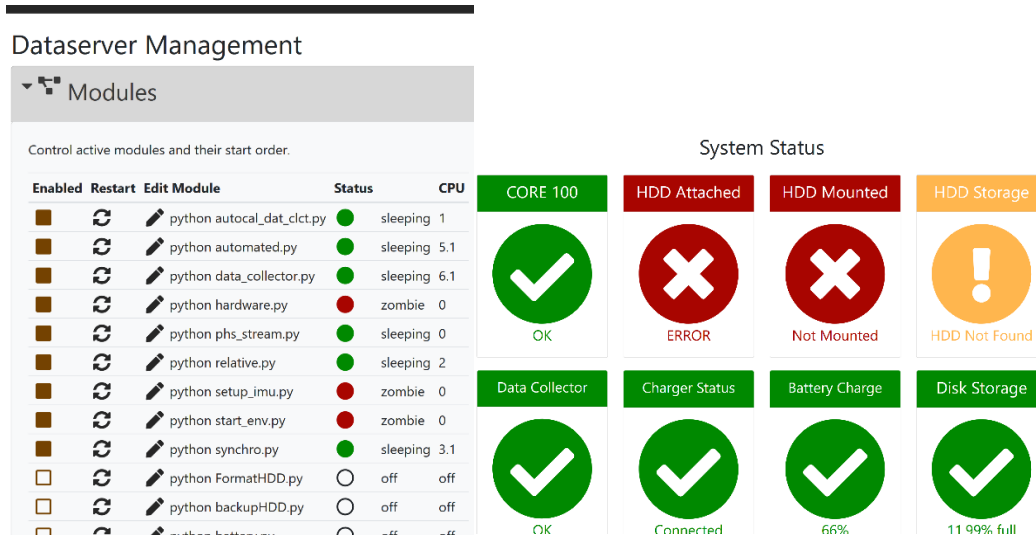 Dataserver Management
Modules
Control active modules and their start order.
Enabled Restart Edit Module Status CPU
python autocal_dat_clct.py sleeping 1
python automated.py sleeping 5.1
python data_collector.py sleeping 6.1
python hardware.py zombie 0
python phs_stream.py sleeping 0
python relative.py sleeping 2
python setup_imu.py zombie 0
python start_env.py zombie 0
python synchro.py sleeping 3.1
python FormatHDD.py off off
python backupHDD.py off off
python battery.py off off
System Status
CORE 100 HDD Attached HDD Mounted HDD Storage
OK ERROR Not Mounted HDD Not Found
Data Collector Charger Status Battery Charge Disk Storage
OK Connected 66% 11.99% full